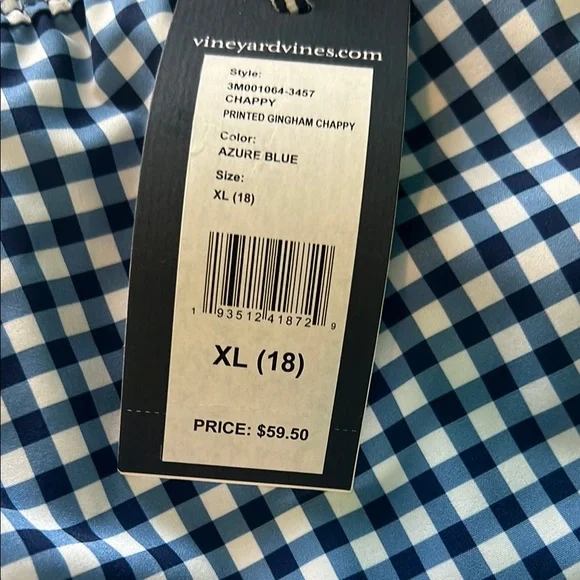 vineyardvines.com
Style:
3M001064-3457
CHAPPY
PRINTED GINGHAM CHAPPY
Color:
AZURE BLUE
Size:
XL (18)
1 93512 41872 9
XL (18)
PRICE: $59.50